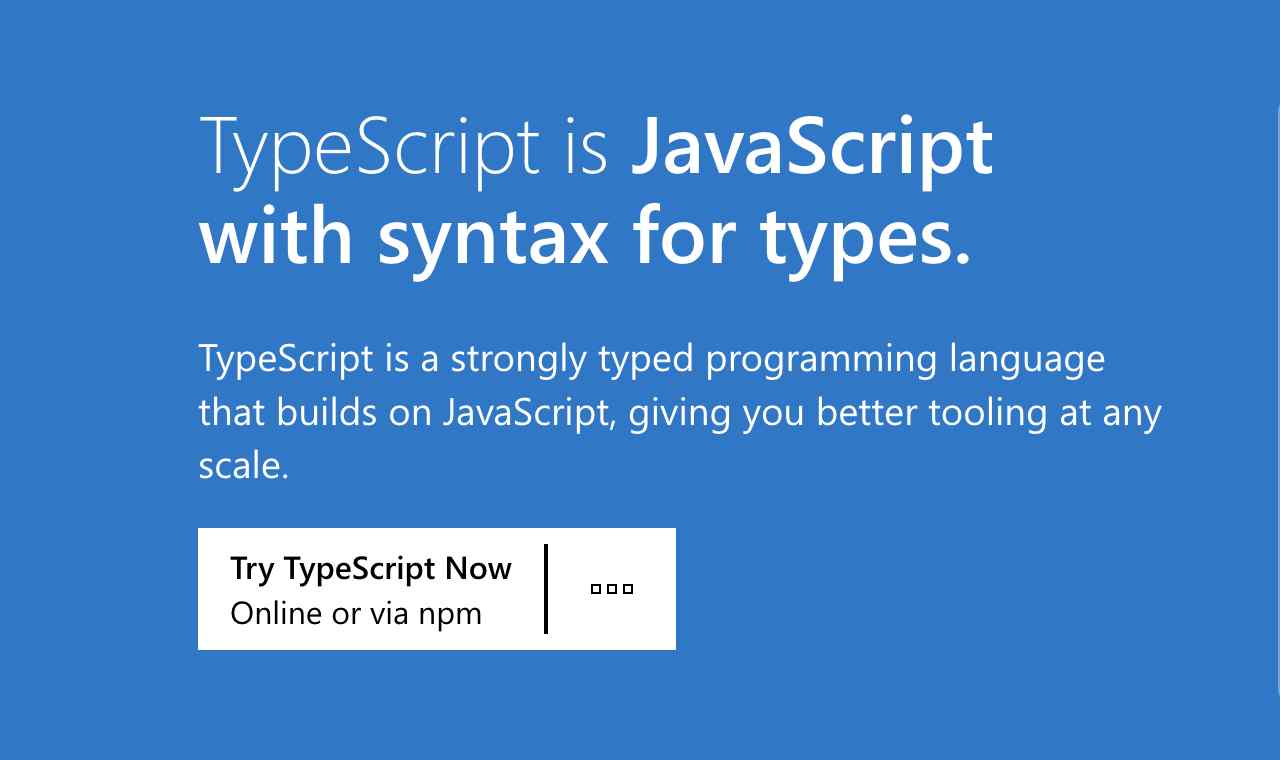 TypeScript is JavaScript
with syntax for types.
TypeScript is a strongly typed programming language
that builds on JavaScript, giving you better tooling at any
scale.
Try TypeScript Now
Online or via npm